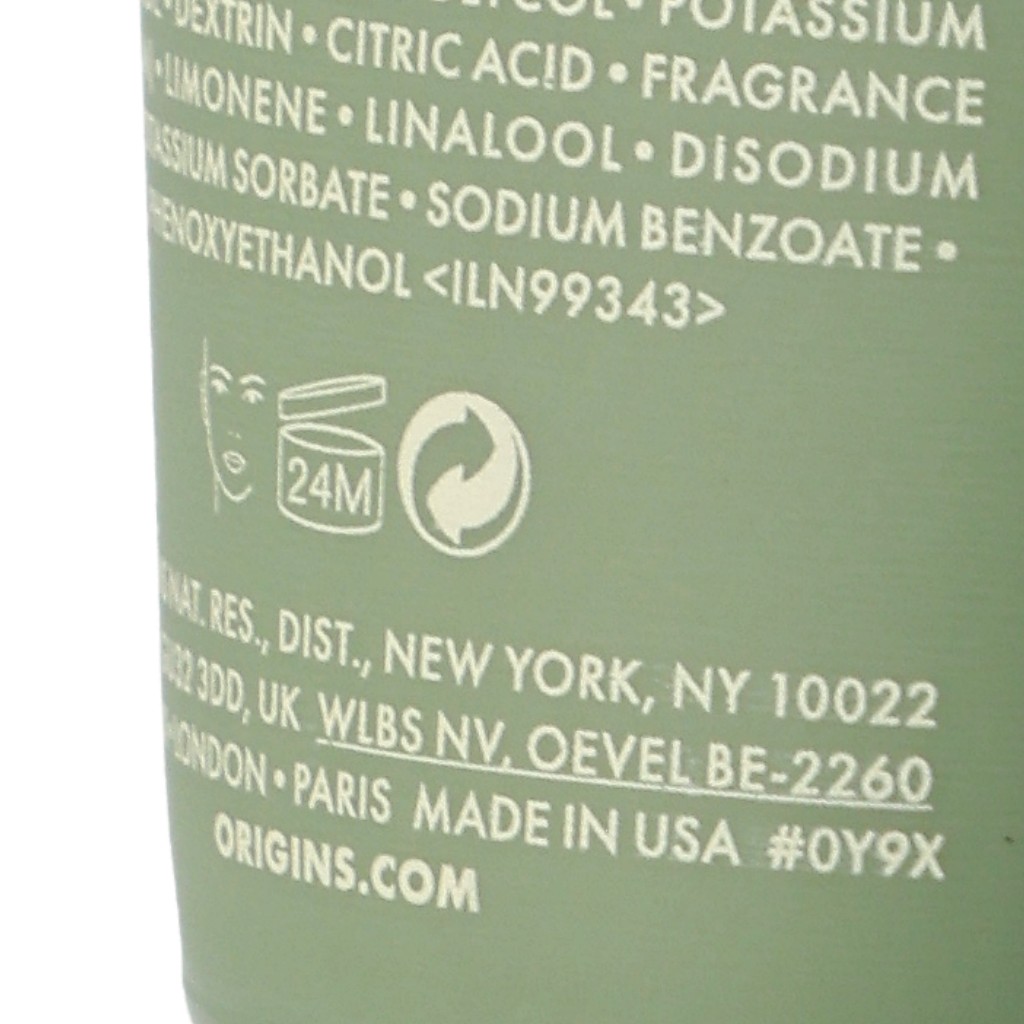 POTASSIUM
DEXTRIN • CITRIC ACID • FRAGRANCE
• LIMONENE • LINALOOL • DISODIUM
SORBATE • SODIUM BENZOATE •
<ILN99343>
24M
NAT. RES., DIST., NEW YORK, NY 10022
3DD, UK WLBS NV, OEVEL BE-2260
LONDON • PARIS MADE IN USA #0Y9X
ORIGINS.COM